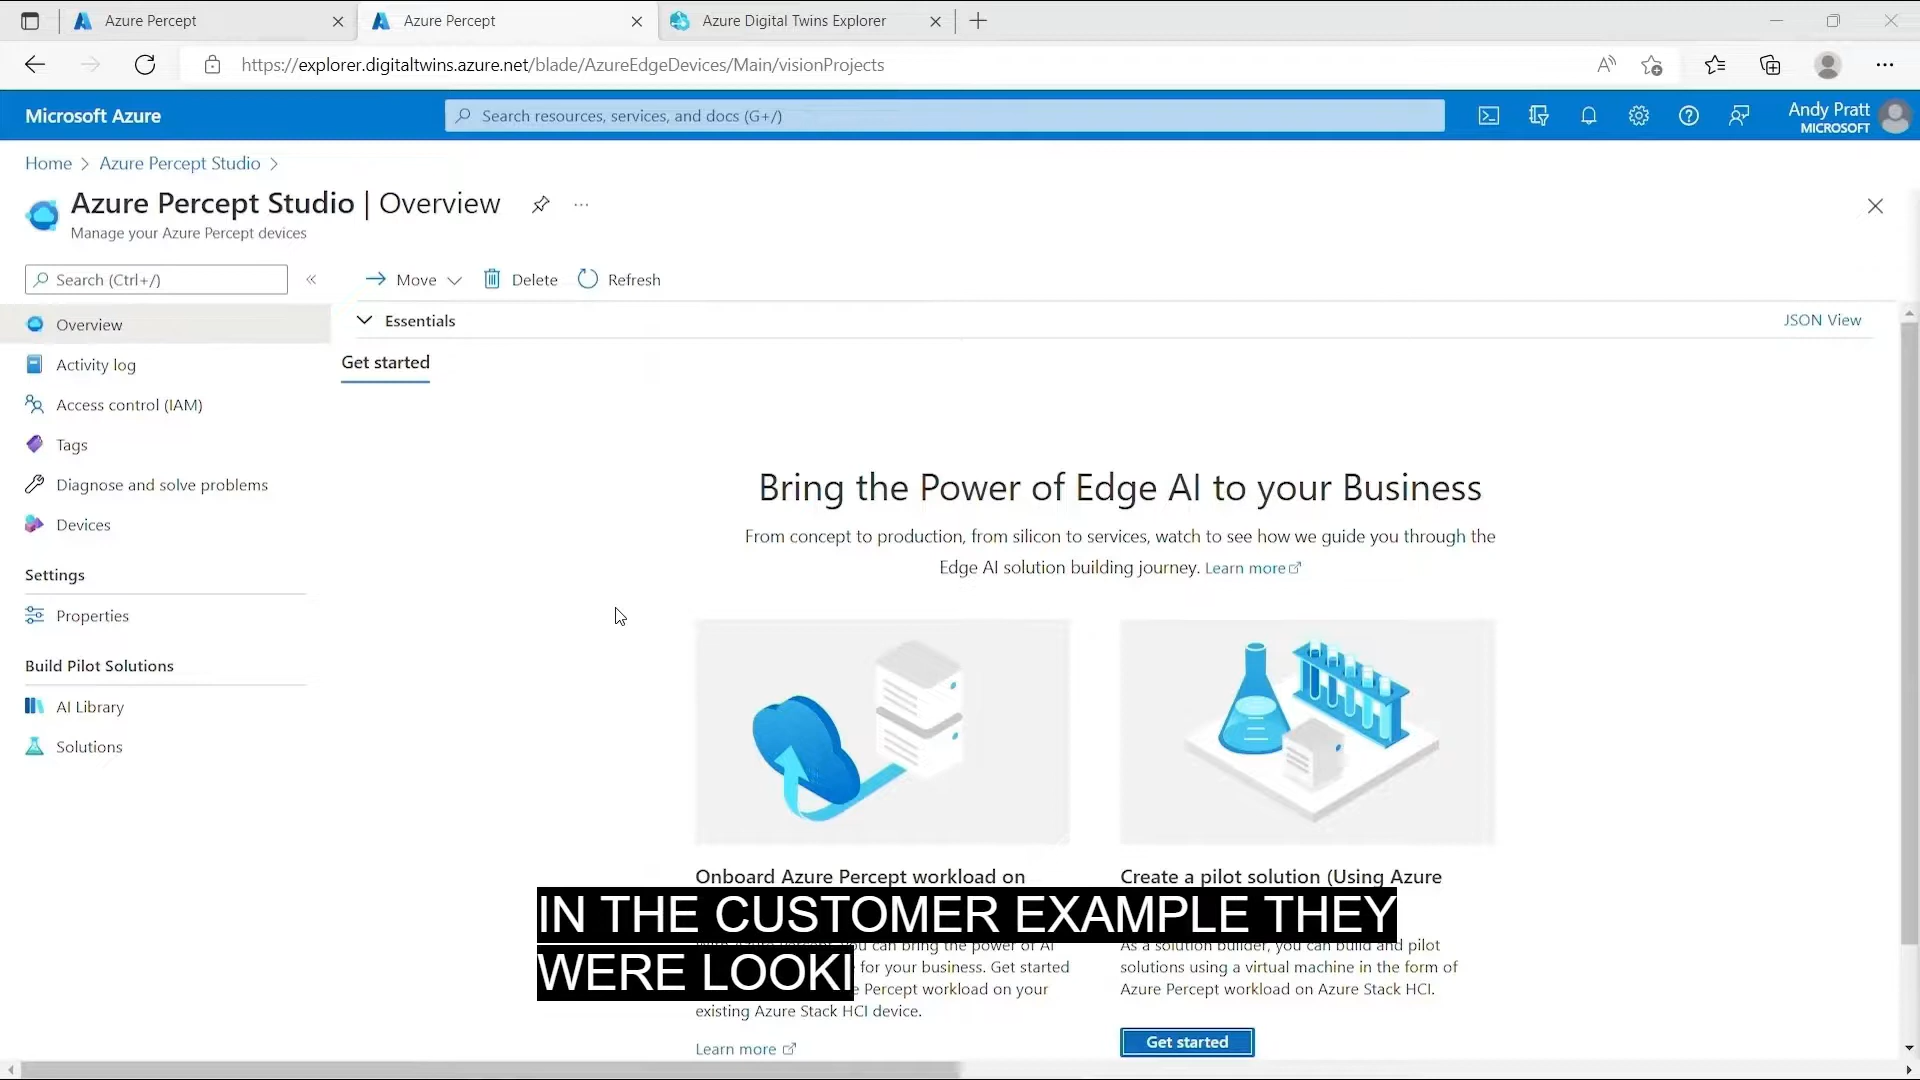 Azure Percept
Azure Percept
Azure Digital Twins Explorer
https://explorer.digitaltwins.azure.net/blade/AzureEdgeDevices/Main/visionProjects
Microsoft Azure
Search resources, services, and docs (G+/)
Andy Pratt
MICROSOFT
Home > Azure Percept Studio >
Azure Percept Studio | Overview
Manage your Azure Percept devices
Search (Ctrl+/)
Move
Delete
Refresh
Overview
Essentials
JSON View
Activity log
Get started
Access control (IAM)
Tags
Diagnose and solve problems
Devices
Settings
Properties
Build Pilot Solutions
AI Library
Solutions
Bring the Power of Edge AI to your Business
From concept to production, from silicon to services, watch to see how we guide you through the
Edge AI solution building journey. Learn more
Onboard Azure Percept workload on
you can bring the power of AI
for your business. Get started
Percept workload on your
existing Azure Stack HCI device.
Learn more
Create a pilot solution (Using Azure
As a solution builder, you can build and pilot
solutions using a virtual machine in the form of
Azure Percept workload on Azure Stack HCI.
Get started
IN THE CUSTOMER EXAMPLE THEY
WERE LOOKI